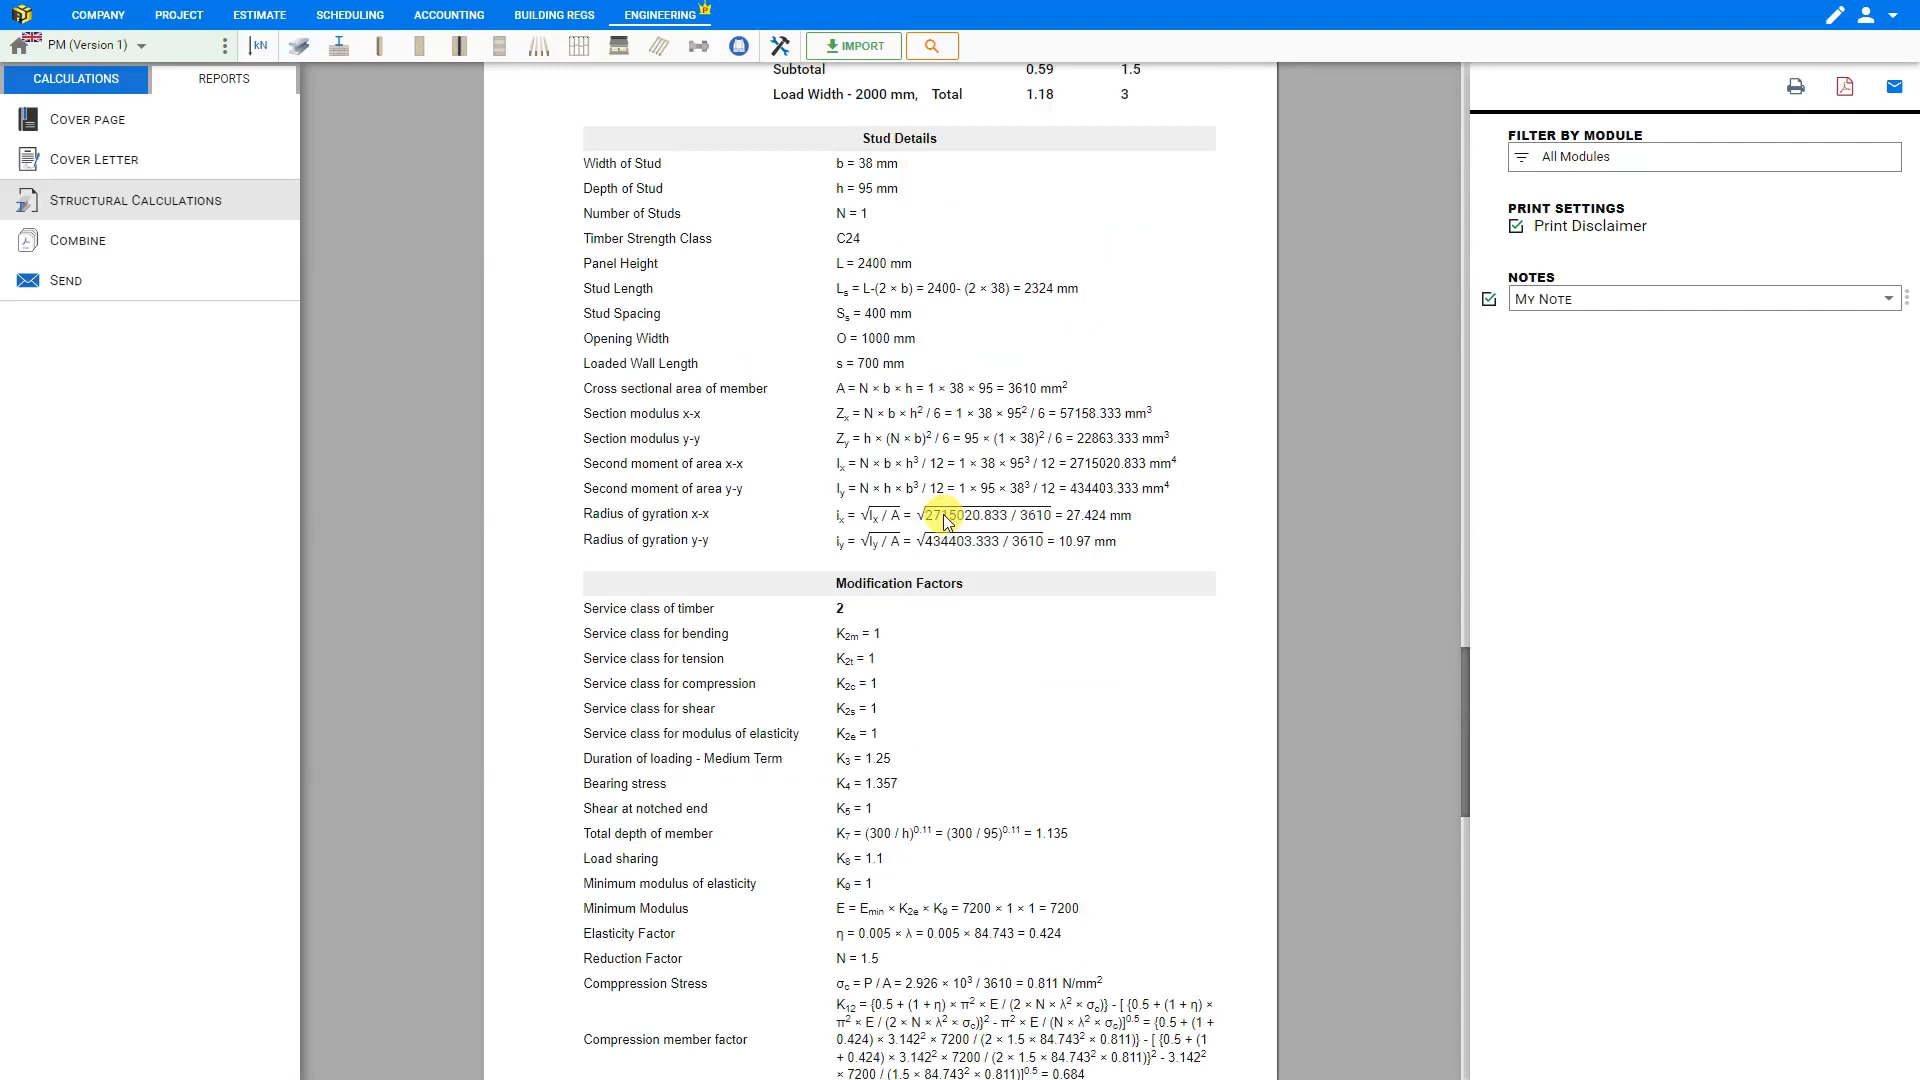 COMPANY PROJECT ESTIMATE SCHEDULING ACCOUNTING BUILDING REGS ENGINEERING
PM (Version 1) kN IMPORT
CALCULATIONS REPORTS
COVER PAGE
COVER LETTER
STRUCTURAL CALCULATIONS
COMBINE
SEND
Subtotal 0.59 1.5
Load Width - 2000 mm, Total 1.18 3
Stud Details
Width of Stud b = 38 mm
Depth of Stud h = 95 mm
Number of Studs N = 1
Timber Strength Class C24
Panel Height L = 2400 mm
Stud Length Ls = L-(2 × b) = 2400- (2 × 38) = 2324 mm
Stud Spacing Ss = 400 mm
Opening Width O = 1000 mm
Loaded Wall Length s = 700 mm
Cross sectional area of member A = N × b × h = 1 × 38 × 95 = 3610 mm²
Section modulus x-x Zx = N × b × h² / 6 = 1 × 38 × 95² / 6 = 57158.333 mm³
Section modulus y-y Zy = h × (N × b)² / 6 = 95 × (1 × 38)² / 6 = 22863.333 mm³
Second moment of area x-x Ix = N × b × h³ / 12 = 1 × 38 × 95³ / 12 = 2715020.833 mm⁴
Second moment of area y-y Iy = N × h × b³ / 12 = 1 × 95 × 38³ / 12 = 434403.333 mm⁴
Radius of gyration x-x ix = √Ix / A = √2715020.833 / 3610 = 27.424 mm
Radius of gyration y-y iy = √Iy / A = √434403.333 / 3610 = 10.97 mm
Modification Factors
Service class of timber 2
Service class for bending K2m = 1
Service class for tension K2t = 1
Service class for compression K2c = 1
Service class for shear K2s = 1
Service class for modulus of elasticity K2e = 1
Duration of loading - Medium Term K3 = 1.25
Bearing stress K4 = 1.357
Shear at notched end K5 = 1
Total depth of member K7 = (300 / h)^0.11 = (300 / 95)^0.11 = 1.135
Load sharing K8 = 1.1
Minimum modulus of elasticity K9 = 1
Minimum Modulus E = Emin × K2e × K9 = 7200 × 1 × 1 = 7200
Elasticity Factor η = 0.005 × λ = 0.005 × 84.743 = 0.424
Reduction Factor N = 1.5
Comppression Stress σc = P / A = 2.926 × 10³ / 3610 = 0.811 N/mm²
Compression member factor K12 = {0.5 + (1 + η) × π² × E / (2 × N × λ² × σc)} - [ {0.5 + (1 + η) ×
π² × E / (2 × N × λ² × σc)}² - π² × E / (N × λ² × σc)]^0.5 = {0.5 + (1 +
0.424) × 3.142² × 7200 / (2 × 1.5 × 84.743² × 0.811)} - [ {0.5 + (1
+ 0.424) × 3.142² × 7200 / (2 × 1.5 × 84.743² × 0.811)}² - 3.142²
× 7200 / (1.5 × 84.743² × 0.811)]^0.5 = 0.684
FILTER BY MODULE
All Modules
PRINT SETTINGS
Print Disclaimer
NOTES
MY NOTE